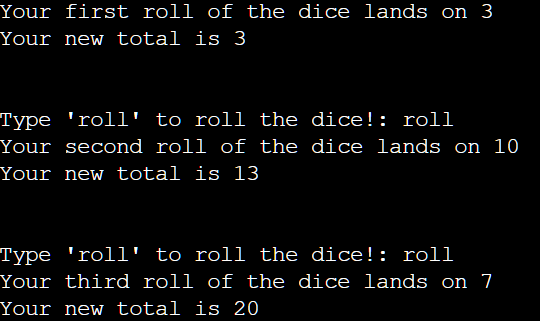 Your first roll of the dice lands on 3
Your new total is 3
Type 'roll' to roll the dice!: roll
Your second roll of the dice lands on 10
Your new total is 13
Type 'roll' to roll the dice!: roll
Your third roll of the dice lands on 7
Your new total is 20